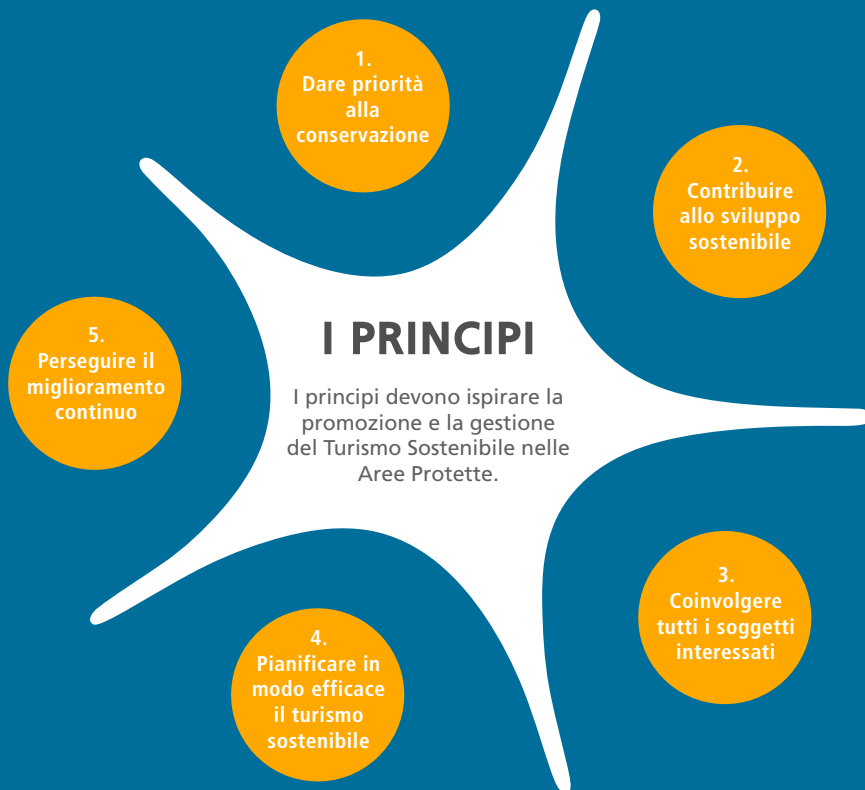 I PRINCIPI
I principi devono ispirare la
promozione e la gestione
del Turismo Sostenibile nelle
Aree Protette.
1.
Dare priorità
alla
conservazione
2.
Contribuire
allo sviluppo
sostenibile
3.
Coinvolgere
tutti i soggetti
interessati
4.
Pianificare in
modo efficace
il turismo
sostenibile
5.
Perseguire il
miglioramento
continuo